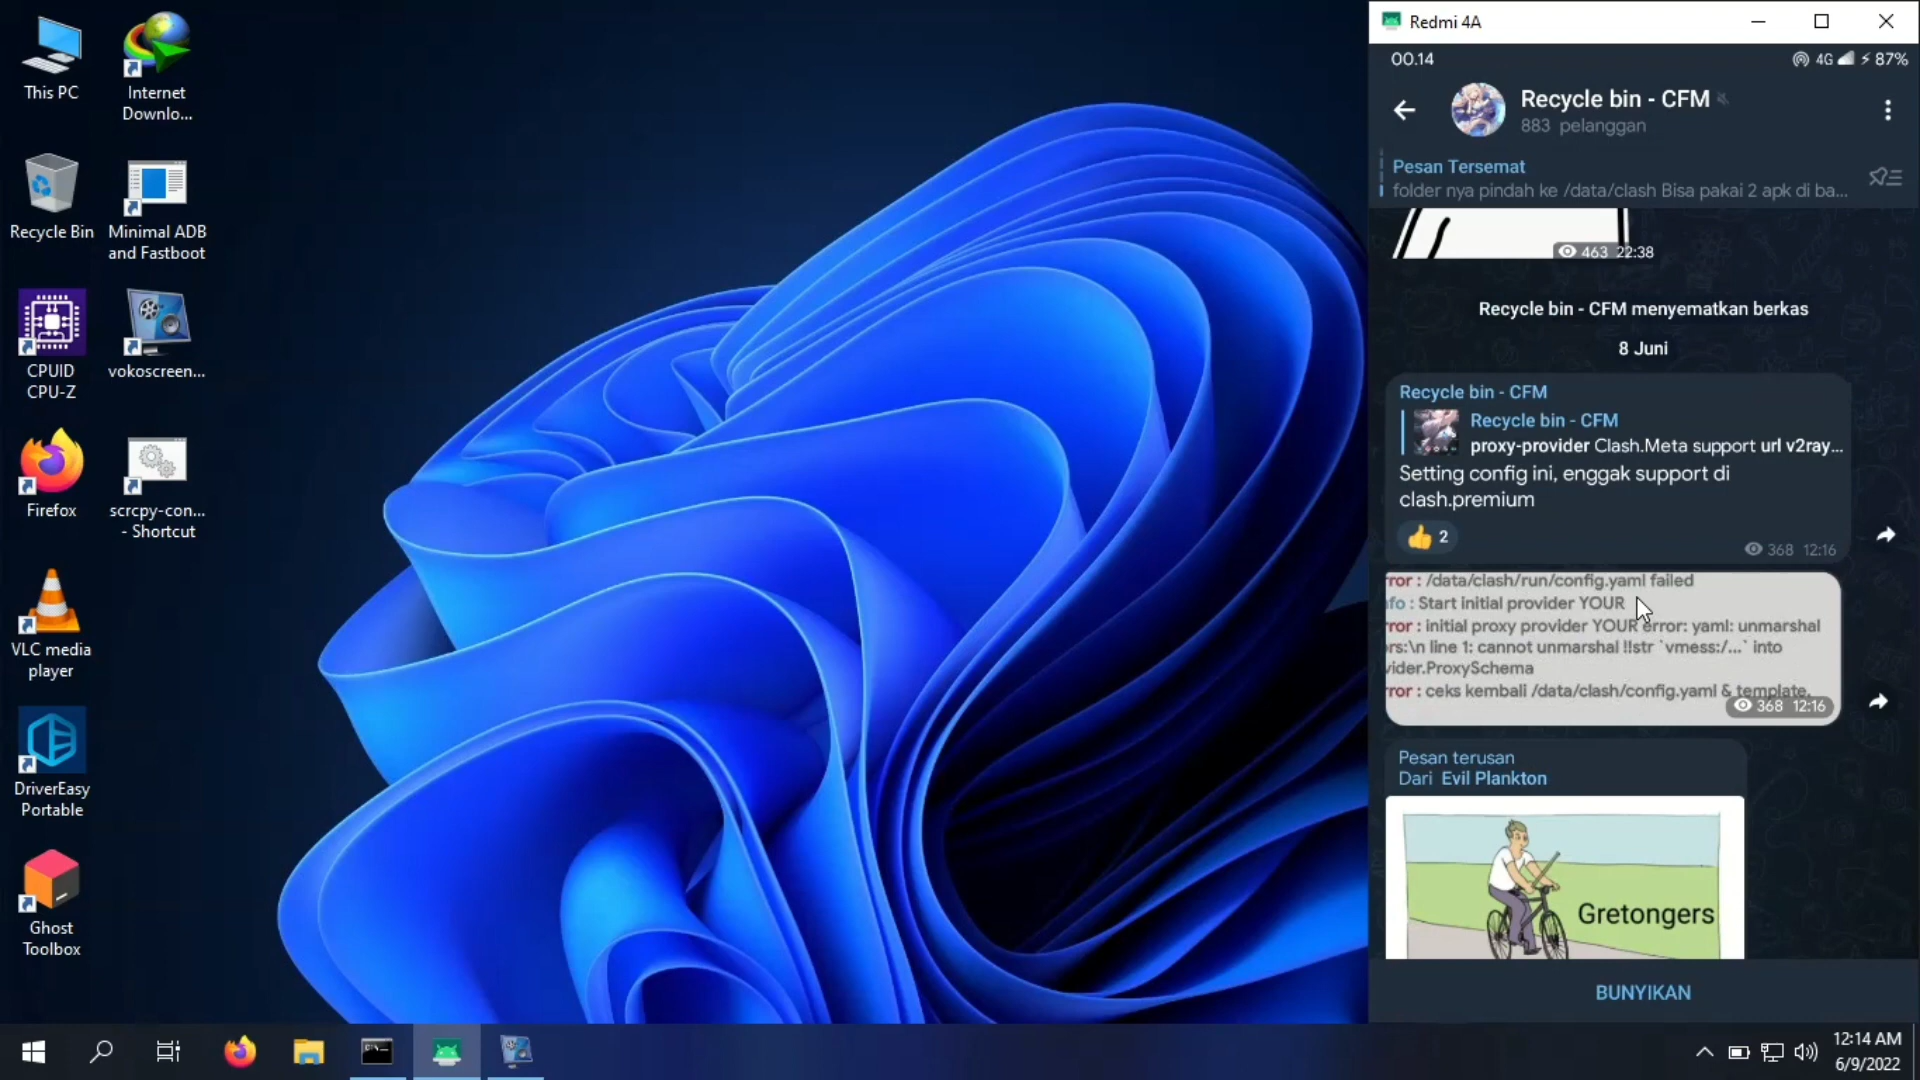 This PC
Internet
Downlo...
Recycle Bin
Minimal ADB
and Fastboot
CPUID
CPU-Z
vokoscreen...
Firefox
scrcpy-con...
- Shortcut
VLC media
player
DriverEasy
Portable
Ghost
Toolbox
Redmi 4A
00.14
4G
87%
Recycle bin - CFM
883 pelanggan
Pesan Tersemat
folder nya pindah ke /data/clash Bisa pakai 2 apk di ba...
463 22:38
Recycle bin - CFM menyematkan berkas
8 Juni
Recycle bin - CFM
Recycle bin - CFM
proxy-provider Clash.Meta support url v2ray...
Setting config ini, enggak support di
clash.premium
👍 2
368 12:16
rror : /data/clash/run/config.yaml failed
nfo : Start initial provider YOUR
rror : initial proxy provider YOUR error: yaml: unmarshal
ors:\n line 1: cannot unmarshal !!str `vmess:/...` into
vider.ProxySchema
rror : ceks kembali /data/clash/config.yaml & template.
368 12:16
Pesan terusan
Dari Evil Plankton
Gretongers
BUNYIKAN
12:14 AM
6/9/2022